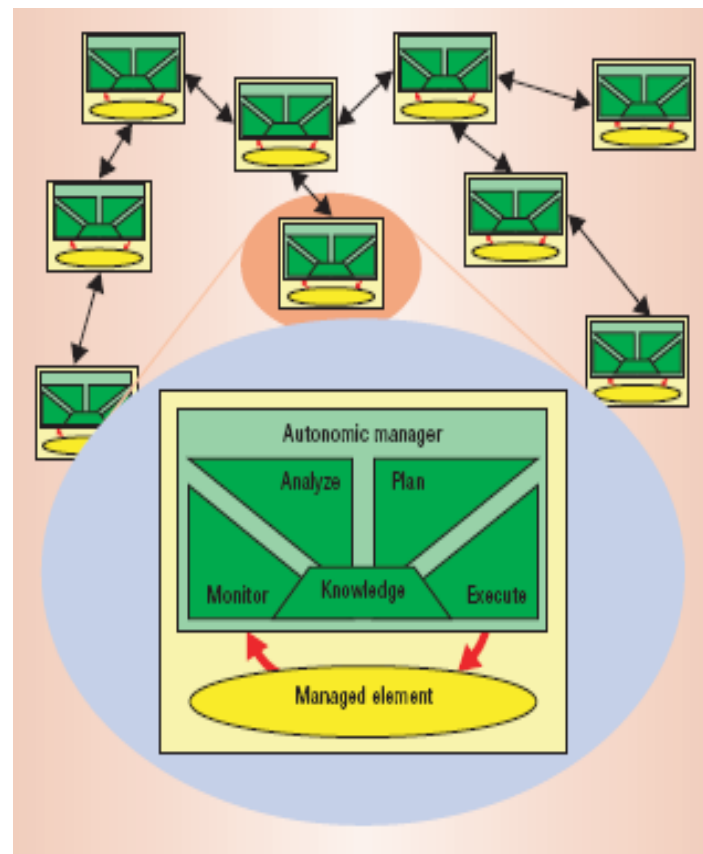 Autonomic manager
Analyze
Plan
Monitor
Knowledge
Execute
Managed element